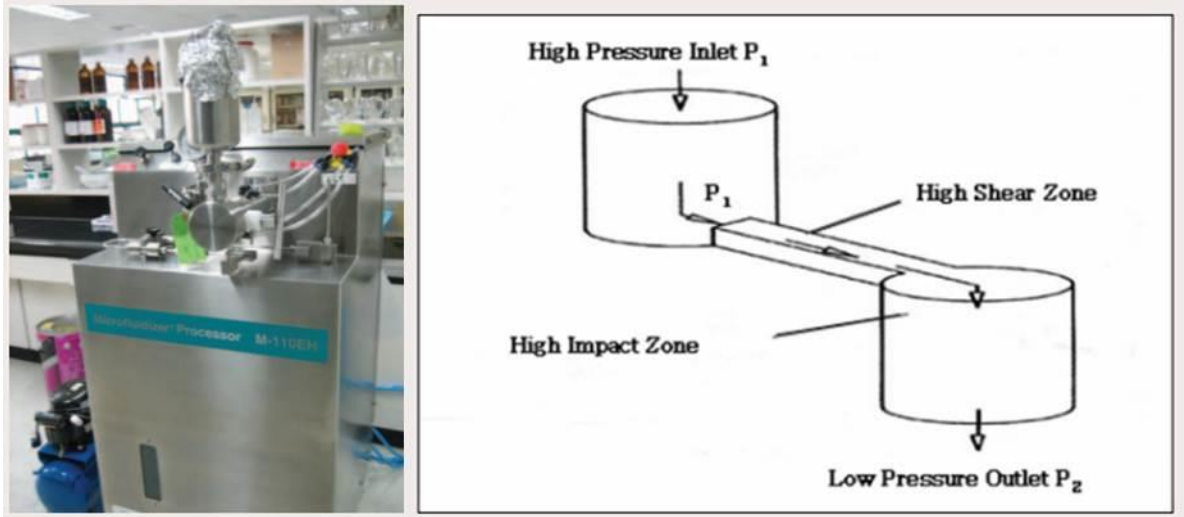 Microfluidizer® Processor M-110EH
High Pressure Inlet P₁
P₁
High Shear Zone
High Impact Zone
Low Pressure Outlet P₂